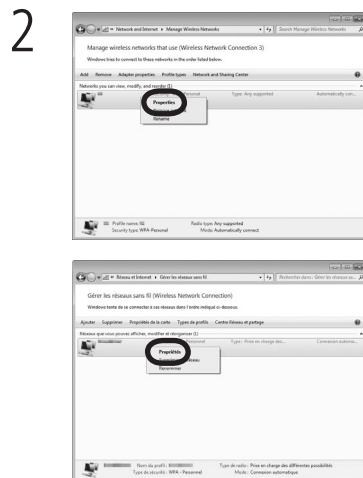 2
Network and Internet ▸ Manage Wireless Networks
Search Manage Wireless Networks
Manage wireless networks that use (Wireless Network Connection 3)
Windows tries to connect to these networks in the order listed below.
Add Remove Adapter properties Profile types Network and Sharing Center
Networks you can view, modify, and reorder (1)
Type: Any supported Automatically con...
Properties
Rename
Profile name: Radio type: Any supported
Security type: WPA-Personal Mode: Automatically connect
Réseau et Internet ▸ Gérer les réseaux sans fil
Rechercher dans : Gérer les réseaux sa...
Gérer les réseaux sans fil (Wireless Network Connection)
Windows tente de se connecter à ces réseaux dans l'ordre indiqué ci-dessous.
Ajouter Supprimer Propriétés de la carte Types de profils Centre Réseau et partage
Réseaux que vous pouvez afficher, modifier et réorganiser (1)
Type : Prise en charge des... Connexion automa...
Propriétés
Renommer
Nom du profil : Type de radio : Prise en charge des différentes possibilités
Type de sécurité : WPA - Personnel Mode : Connexion automatique